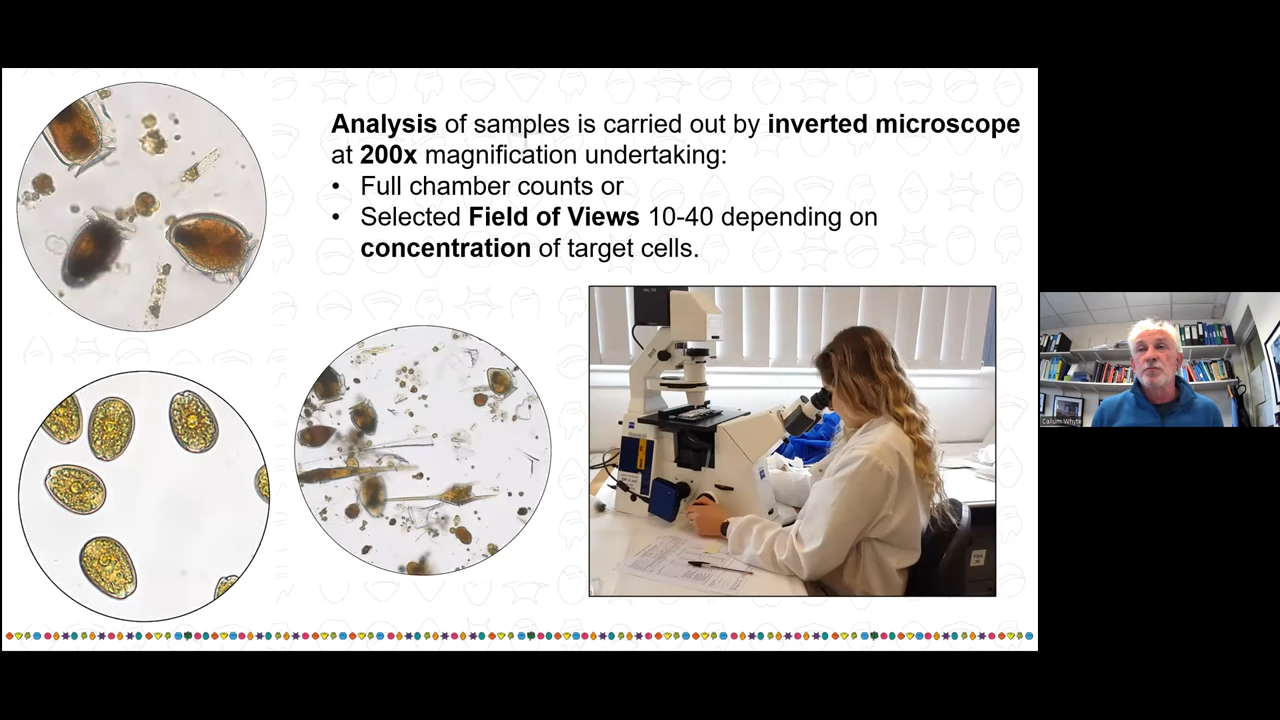 Analysis of samples is carried out by inverted microscope
at 200x magnification undertaking:
• Full chamber counts or
• Selected Field of Views 10-40 depending on
concentration of target cells.
Callum Whyte